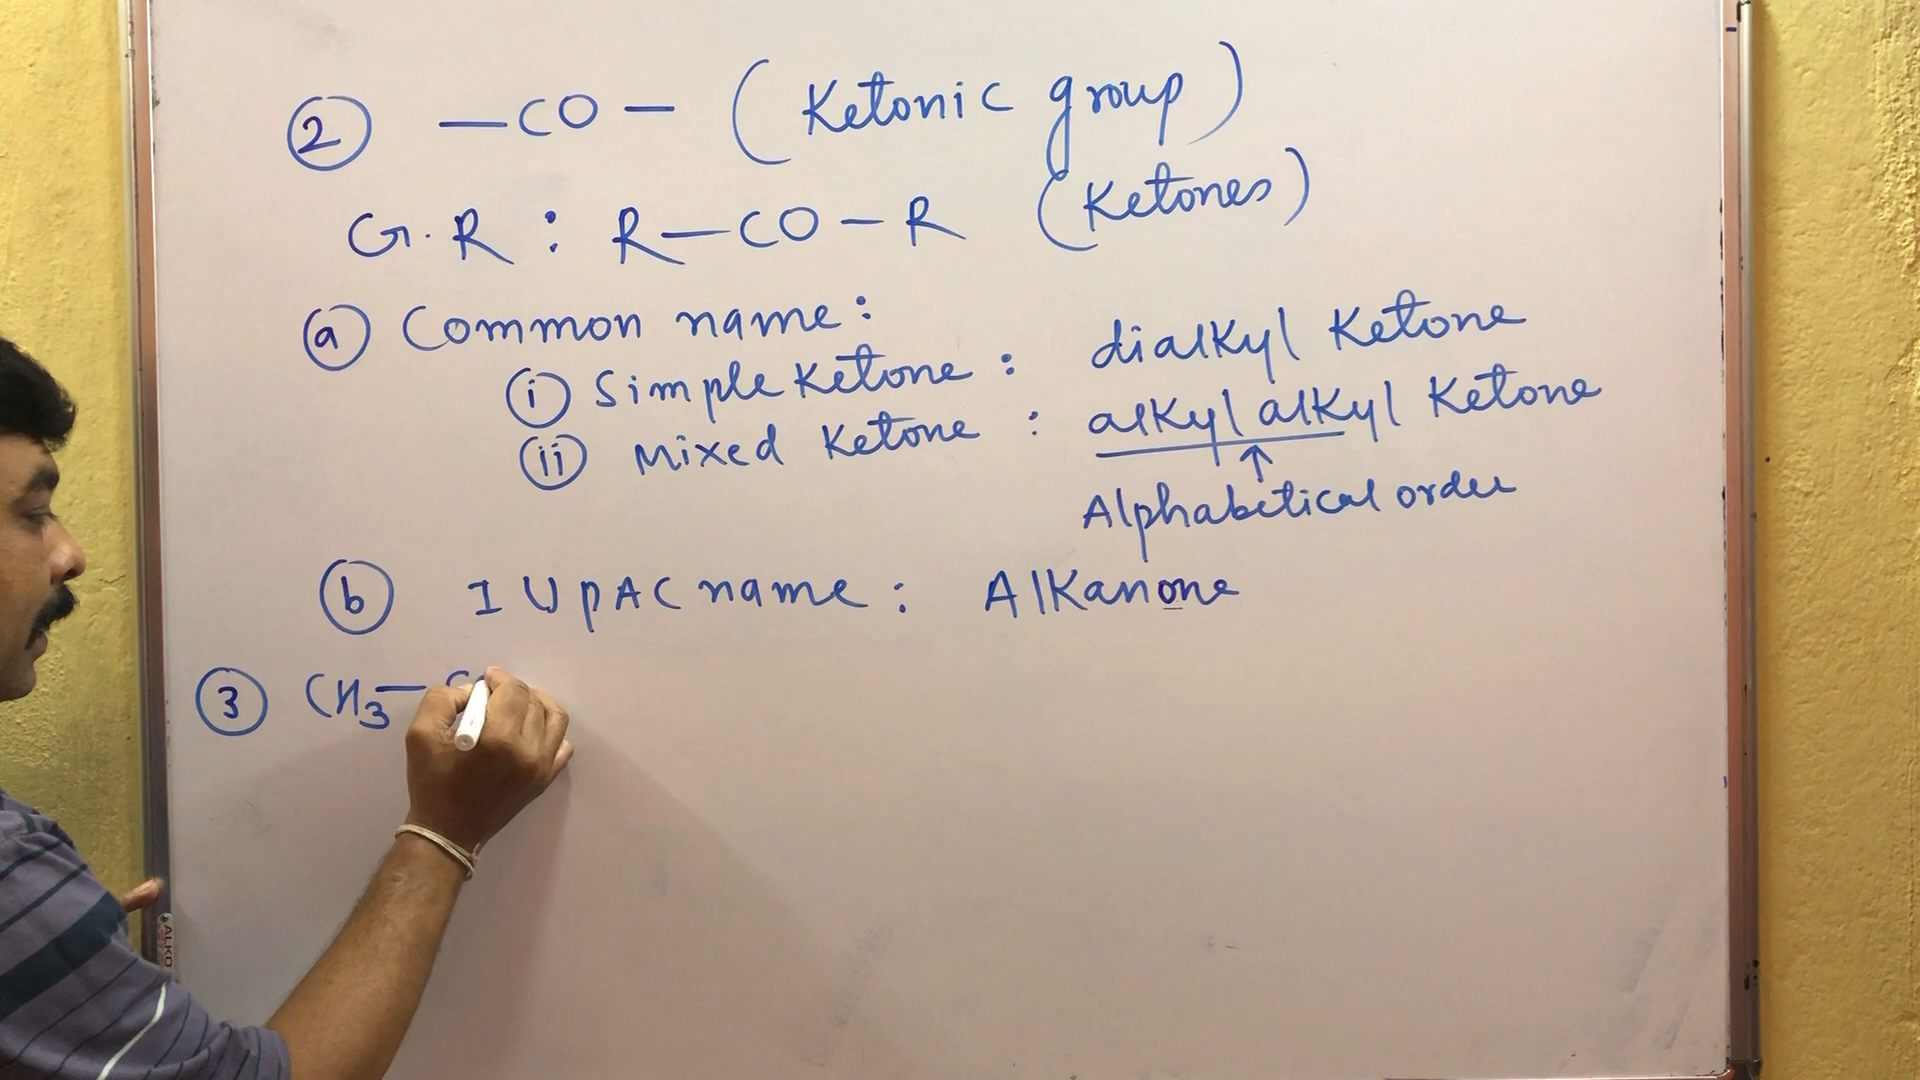 ② —CO— (Ketonic group)
G.R : R—CO—R (Ketones)
ⓐ Common name:
ⓘ Simple Ketone : dialkyl Ketone
(ii) Mixed Ketone : alkyl alkyl Ketone
↑
Alphabetical order
ⓑ IUPAC name : Alkanone
③ CH3—C
ALKO